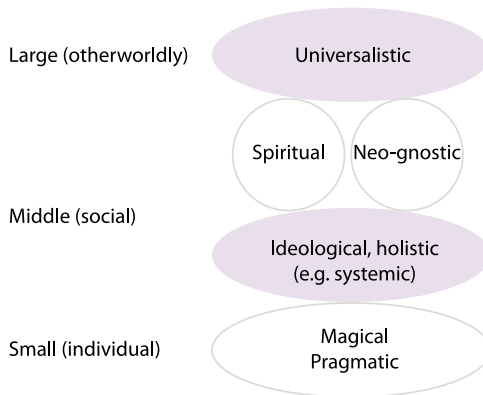 Large (otherworldly)
Universalistic
Spiritual
Neo-gnostic
Middle (social)
Ideological, holistic
(e.g. systemic)
Small (individual)
Magical
Pragmatic